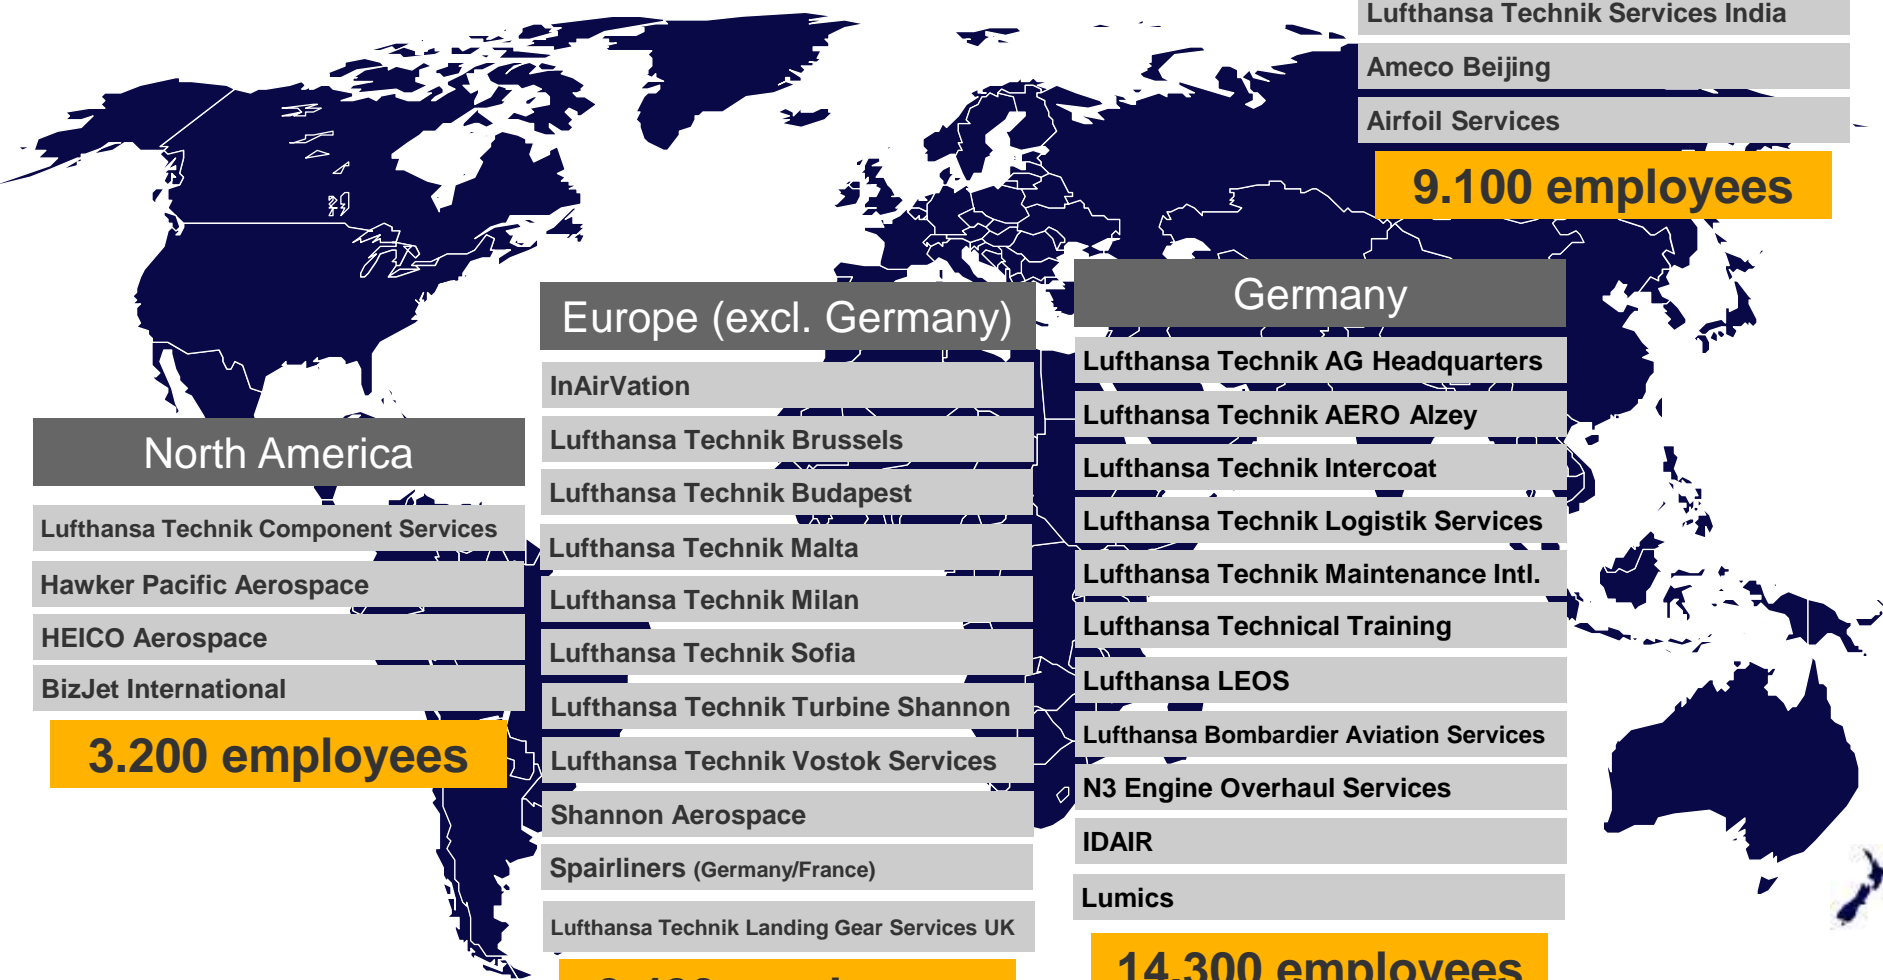 Lufthansa Technik Services India
Ameco Beijing
Airfoil Services
9.100 employees
North America
Lufthansa Technik Component Services
Hawker Pacific Aerospace
HEICO Aerospace
BizJet International
3.200 employees
Europe (excl. Germany)
InAirVation
Lufthansa Technik Brussels
Lufthansa Technik Budapest
Lufthansa Technik Malta
Lufthansa Technik Milan
Lufthansa Technik Sofia
Lufthansa Technik Turbine Shannon
Lufthansa Technik Vostok Services
Shannon Aerospace
Spairliners (Germany/France)
Lufthansa Technik Landing Gear Services UK
Germany
Lufthansa Technik AG Headquarters
Lufthansa Technik AERO Alzey
Lufthansa Technik Intercoat
Lufthansa Technik Logistik Services
Lufthansa Technik Maintenance Intl.
Lufthansa Technical Training
Lufthansa LEOS
Lufthansa Bombardier Aviation Services
N3 Engine Overhaul Services
IDAIR
Lumics
14.300 employees